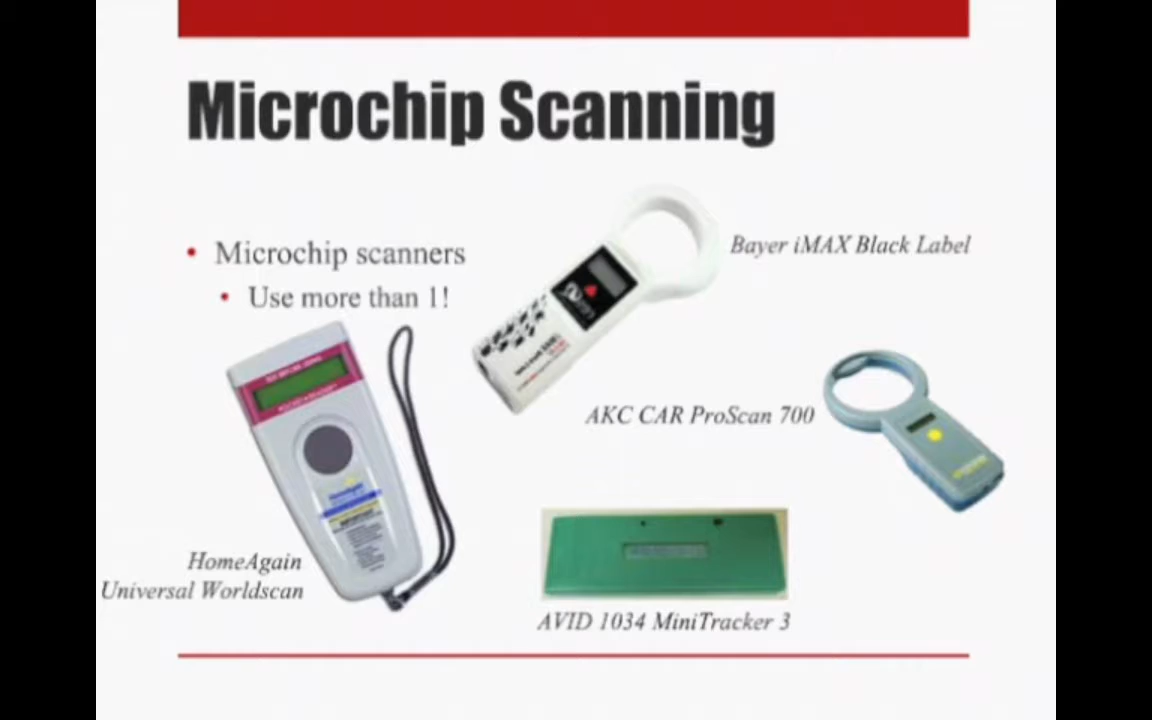 Microchip Scanning
• Microchip scanners
• Use more than 1!
Bayer iMAX Black Label
AKC CAR ProScan 700
HomeAgain
Universal Worldscan
AVID 1034 MiniTracker 3